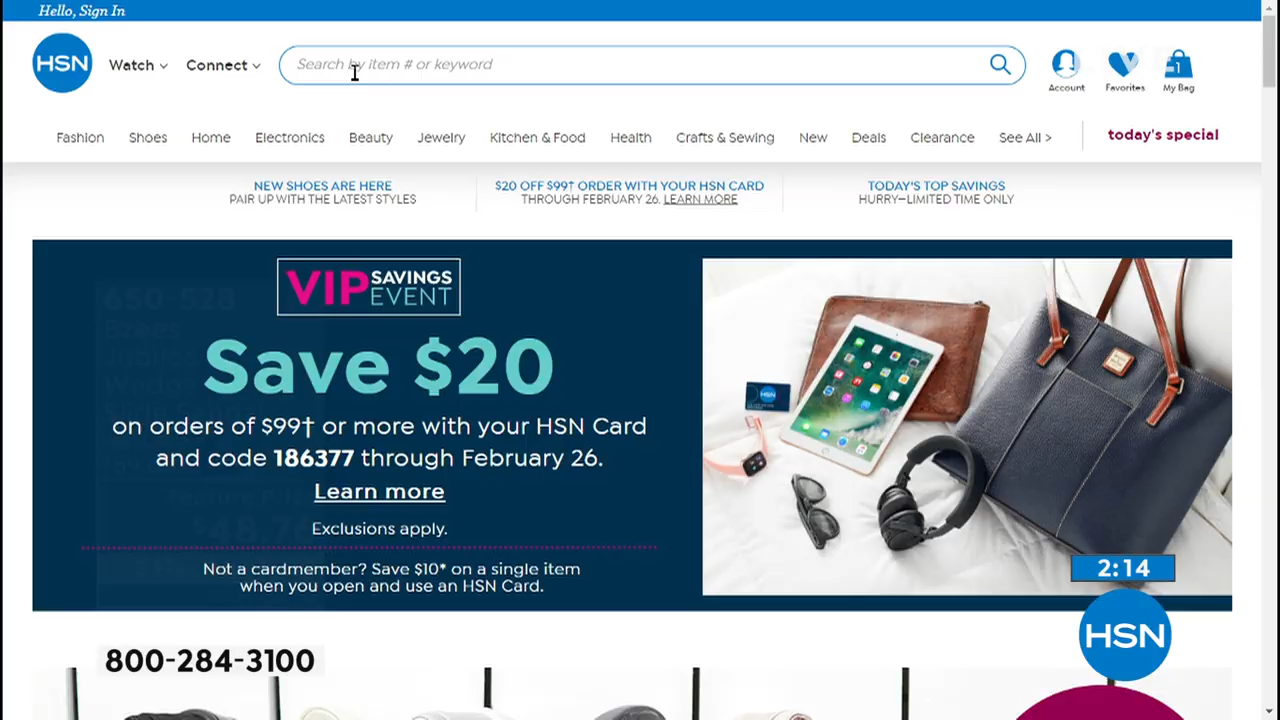 Hello, Sign In
HSN
Watch
Connect
Search by item # or keyword
Account
Favorites
1
My Bag
Fashion
Shoes
Home
Electronics
Beauty
Jewelry
Kitchen & Food
Health
Crafts & Sewing
New
Deals
Clearance
See All >
today's special
NEW SHOES ARE HERE
PAIR UP WITH THE LATEST STYLES
$20 OFF $99† ORDER WITH YOUR HSN CARD
THROUGH FEBRUARY 26. LEARN MORE
TODAY'S TOP SAVINGS
HURRY—LIMITED TIME ONLY
VIP SAVINGS EVENT
Save $20
on orders of $99† or more with your HSN Card
and code 186377 through February 26.
Learn more
Exclusions apply.
Not a cardmember? Save $10* on a single item
when you open and use an HSN Card.
2:14
HSN
800-284-3100